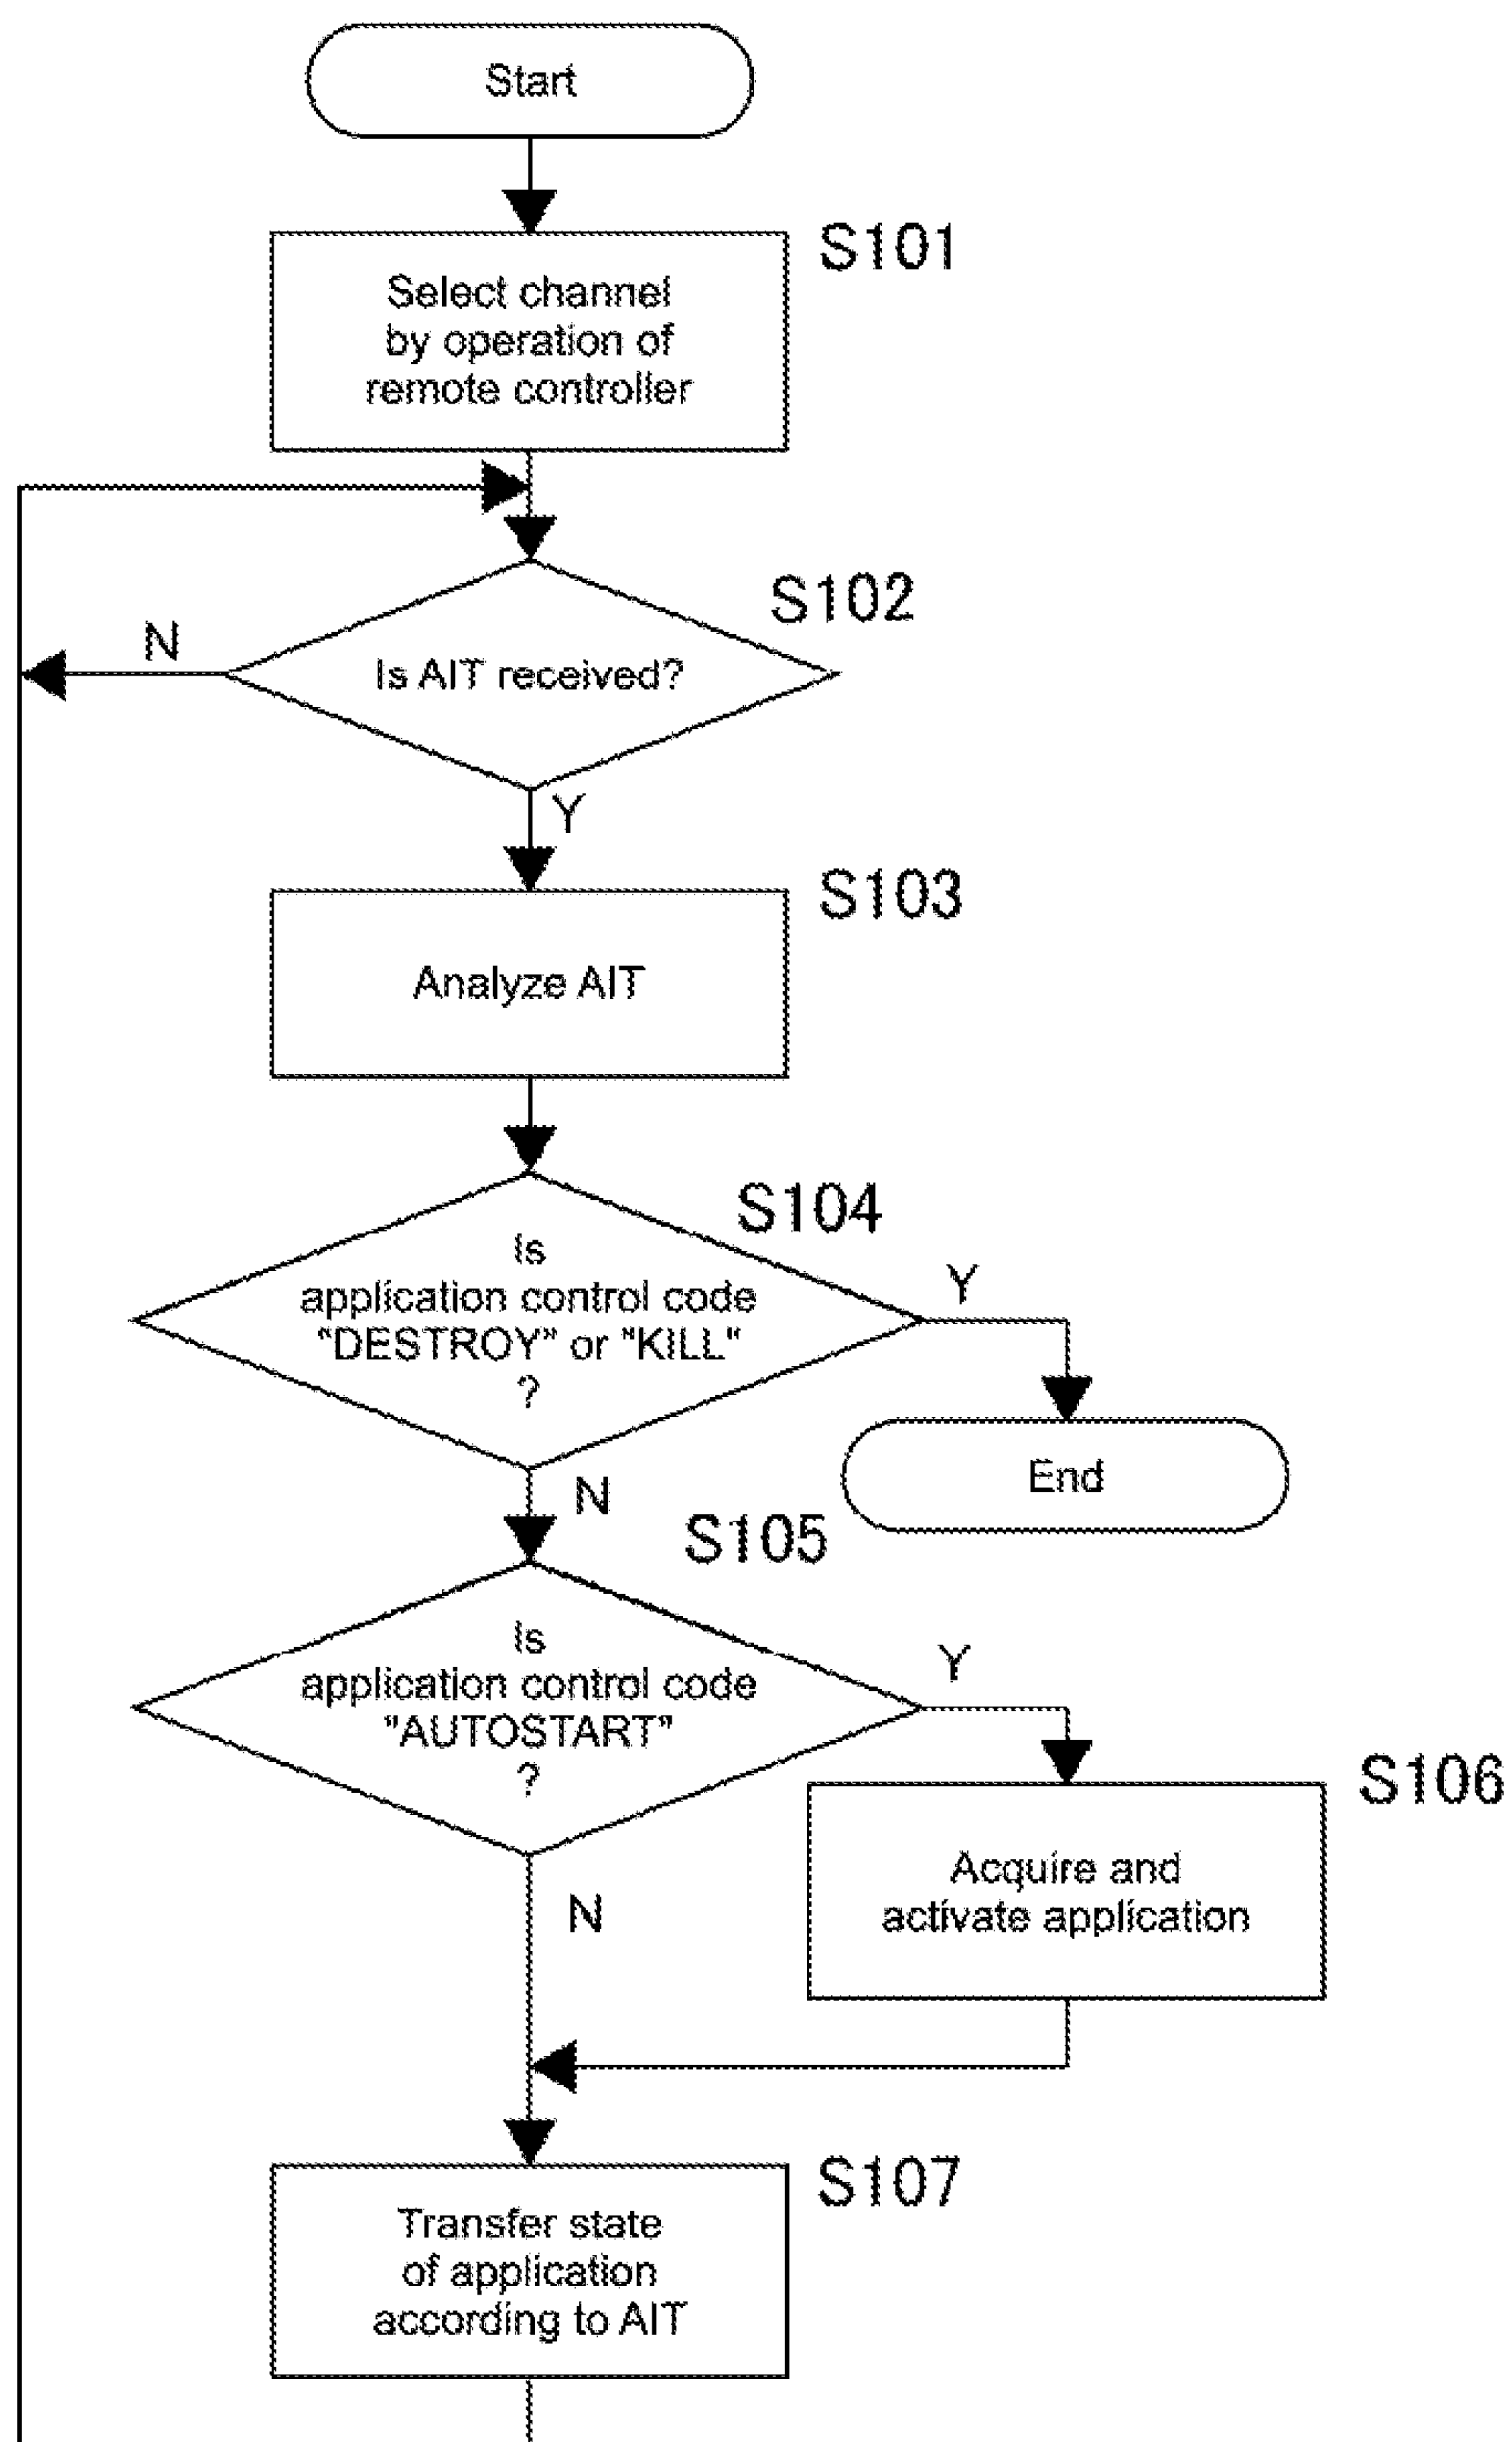 Start
S101
Select channel
by operation of
remote controller
S102
N
Is AIT received?
Y
S103
Analyze AIT
S104
Is
application control code
"DESTROY" or "KILL"
?
Y
End
N
S105
Is
application control code
"AUTOSTART"
?
Y
S106
Acquire and
activate application
N
S107
Transfer state
of application
according to AIT